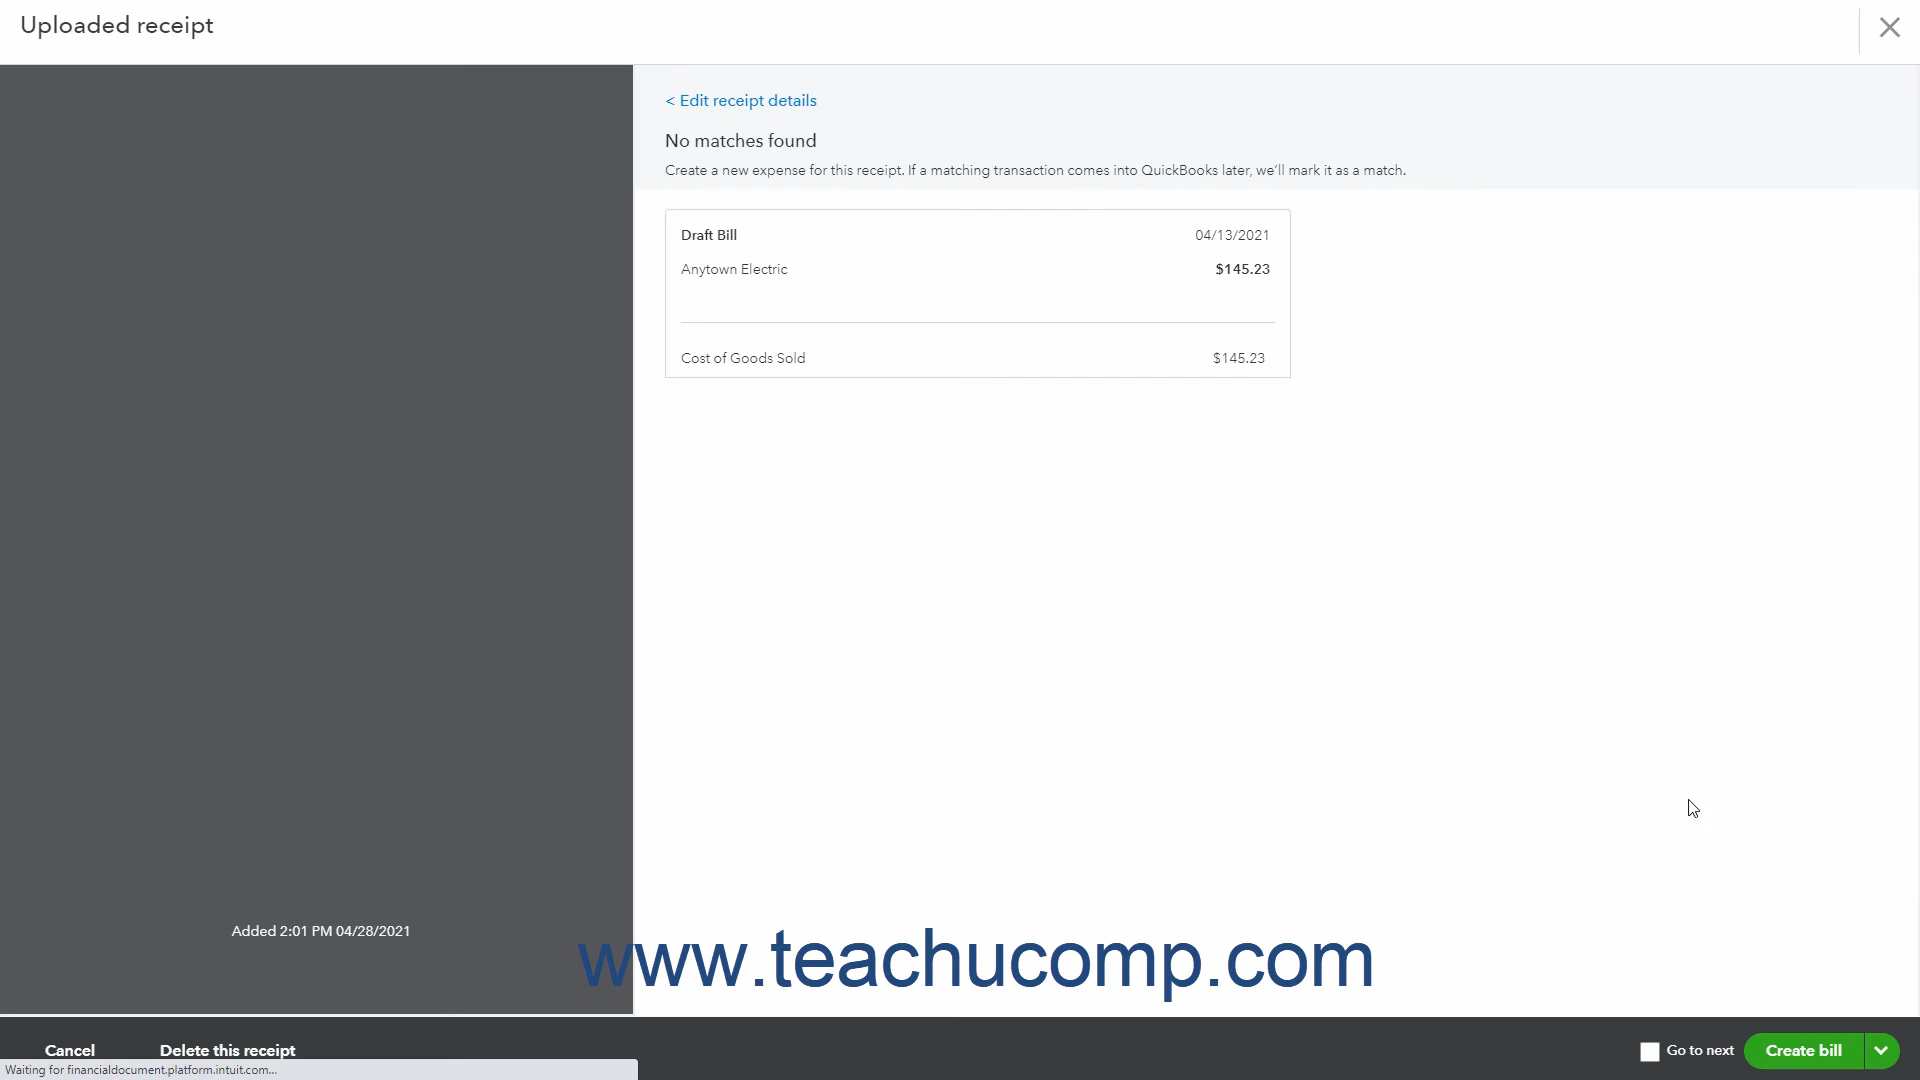 Uploaded receipt
< Edit receipt details
No matches found
Create a new expense for this receipt. If a matching transaction comes into QuickBooks later, we'll mark it as a match.
Draft Bill 04/13/2021
Anytown Electric $145.23
Cost of Goods Sold $145.23
Added 2:01 PM 04/28/2021
www.teachucomp.com
Cancel Delete this receipt Go to next Create bill
Waiting for financialdocument.platform.intuit.com...